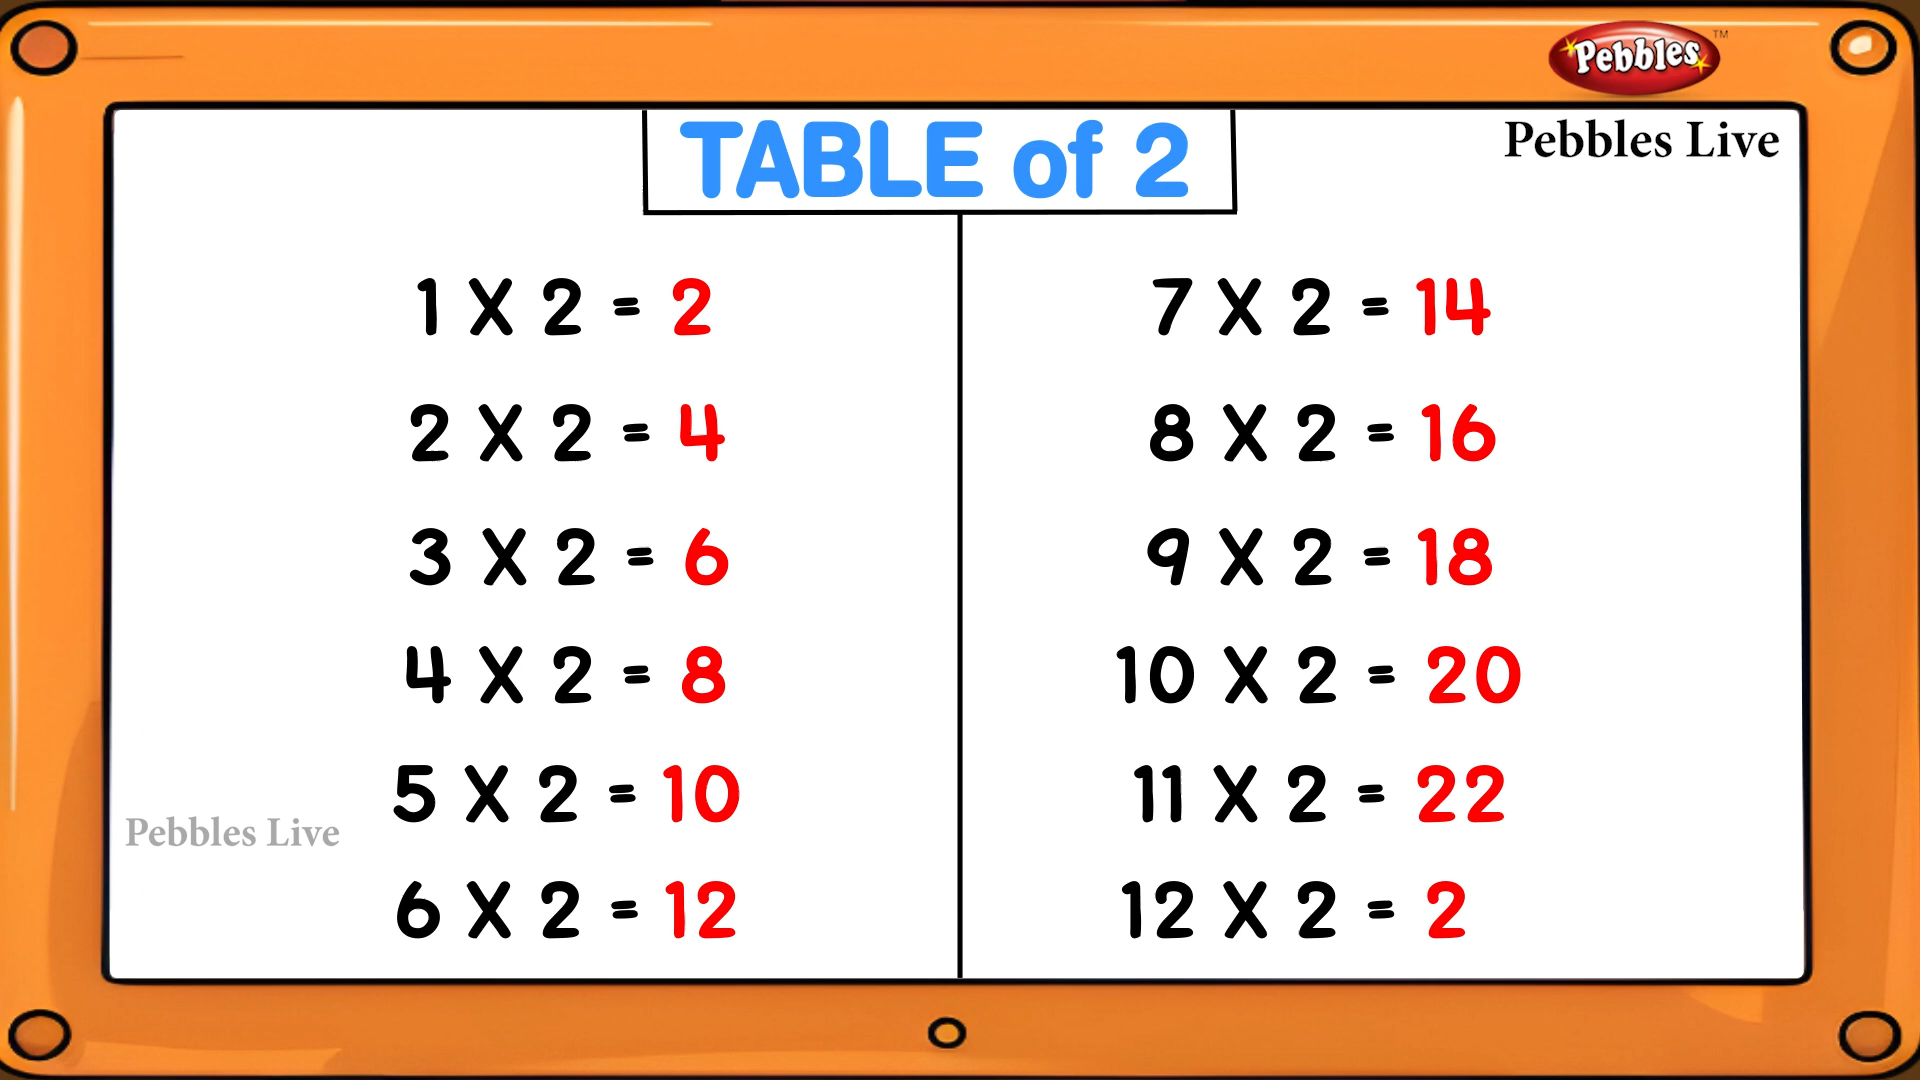 Pebbles TM
Pebbles Live
TABLE of 2
1 X 2 = 2
2 X 2 = 4
3 X 2 = 6
4 X 2 = 8
5 X 2 = 10
6 X 2 = 12
7 X 2 = 14
8 X 2 = 16
9 X 2 = 18
10 X 2 = 20
11 X 2 = 22
12 X 2 = 2
Pebbles Live